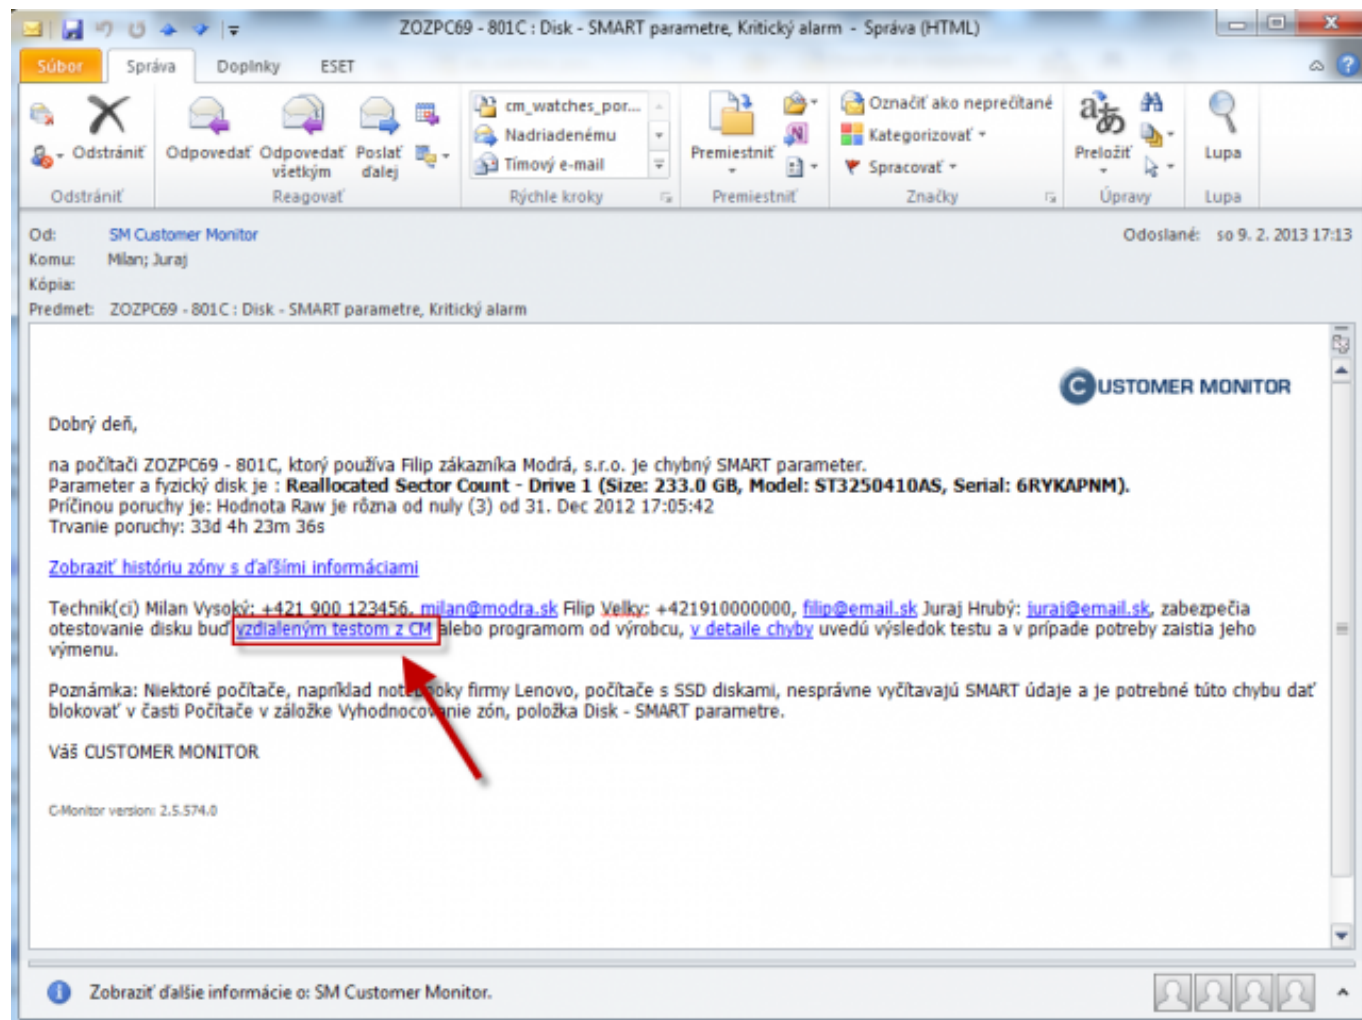 ZOZPC69 - 801C : Disk - SMART parametre, Kritický alarm - Správa (HTML)
Súbor Správa Doplnky ESET
Odstrániť
Odpovedať Odpovedať všetkým Poslať ďalej
cm_watches_por...
Nadriadenému
Tímový e-mail
Premiestniť
Označiť ako neprečítané
Kategorizovať
Spracovať
Preložiť
Lupa
Odstrániť Reagovať Rýchle kroky Premiestniť Značky Úpravy Lupa
Od: SM Customer Monitor Odoslané: so 9. 2. 2013 17:13
Komu: Milan; Juraj
Kópia:
Predmet: ZOZPC69 - 801C : Disk - SMART parametre, Kritický alarm
CUSTOMER MONITOR
Dobrý deň,
na počítači ZOZPC69 - 801C, ktorý používa Filip zákazníka Modrá, s.r.o. je chybný SMART parameter.
Parameter a fyzický disk je : Reallocated Sector Count - Drive 1 (Size: 233.0 GB, Model: ST3250410AS, Serial: 6RYKAPNM).
Príčinou poruchy je: Hodnota Raw je rôzna od nuly (3) od 31. Dec 2012 17:05:42
Trvanie poruchy: 33d 4h 23m 36s
Zobraziť históriu zóny s ďaľšími informáciami
Technik(ci) Milan Vysoký: +421 900 123456, milan@modra.sk Filip Velky: +421910000000, filip@email.sk Juraj Hrubý: juraj@email.sk, zabezpečia
otestovanie disku buď vzdialeným testom z CM alebo programom od výrobcu, v detaile chyby uvedú výsledok testu a v prípade potreby zaistia jeho
výmenu.
Poznámka: Niektoré počítače, napríklad notebooky firmy Lenovo, počítače s SSD diskami, nesprávne vyčítavajú SMART údaje a je potrebné túto chybu dať
blokovať v časti Počítače v záložke Vyhodnocovanie zón, položka Disk - SMART parametre.
Váš CUSTOMER MONITOR
C-Monitor version: 2.5.574.0
Zobraziť ďalšie informácie o: SM Customer Monitor.